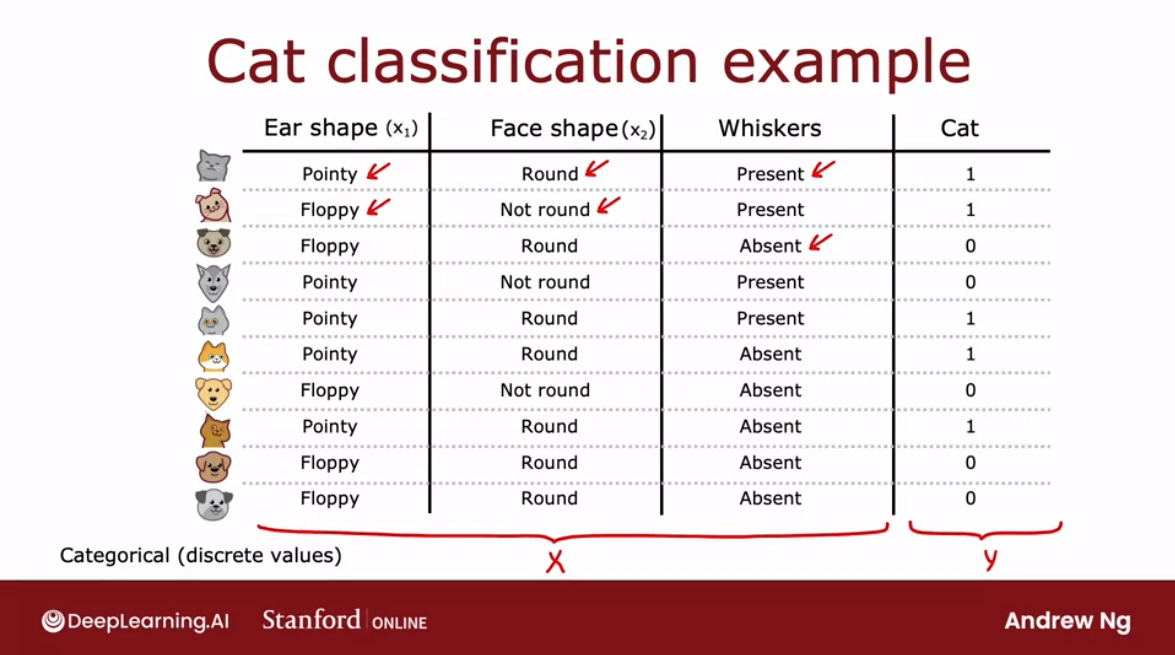 Cat classification example
Ear shape (x₁) Face shape (x₂) Whiskers Cat
Pointy Round Present 1
Floppy Not round Present 1
Floppy Round Absent 0
Pointy Not round Present 0
Pointy Round Present 1
Pointy Round Absent 1
Floppy Not round Absent 0
Pointy Round Absent 1
Floppy Round Absent 0
Floppy Round Absent 0
Categorical (discrete values) X y
DeepLearning.AI Stanford ONLINE Andrew Ng